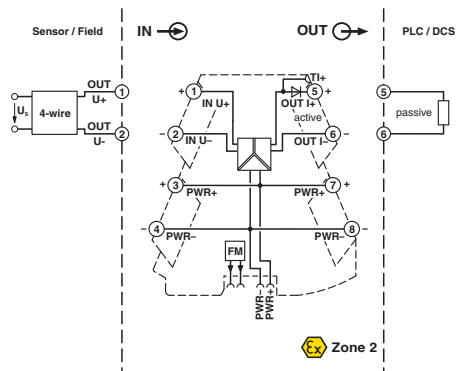 Sensor / Field
IN
OUT
PLC / DCS
OUT
U+
1
4-wire
Us
OUT
U-
2
+ 1
IN U+
TI+
5 +
OUT I+
active
5
passive
6
– 2
IN U–
6 –
OUT I–
+ 3
PWR+
7 +
PWR+
– 4
PWR–
8 –
PWR–
FM
PWR–
PWR+
Ex Zone 2